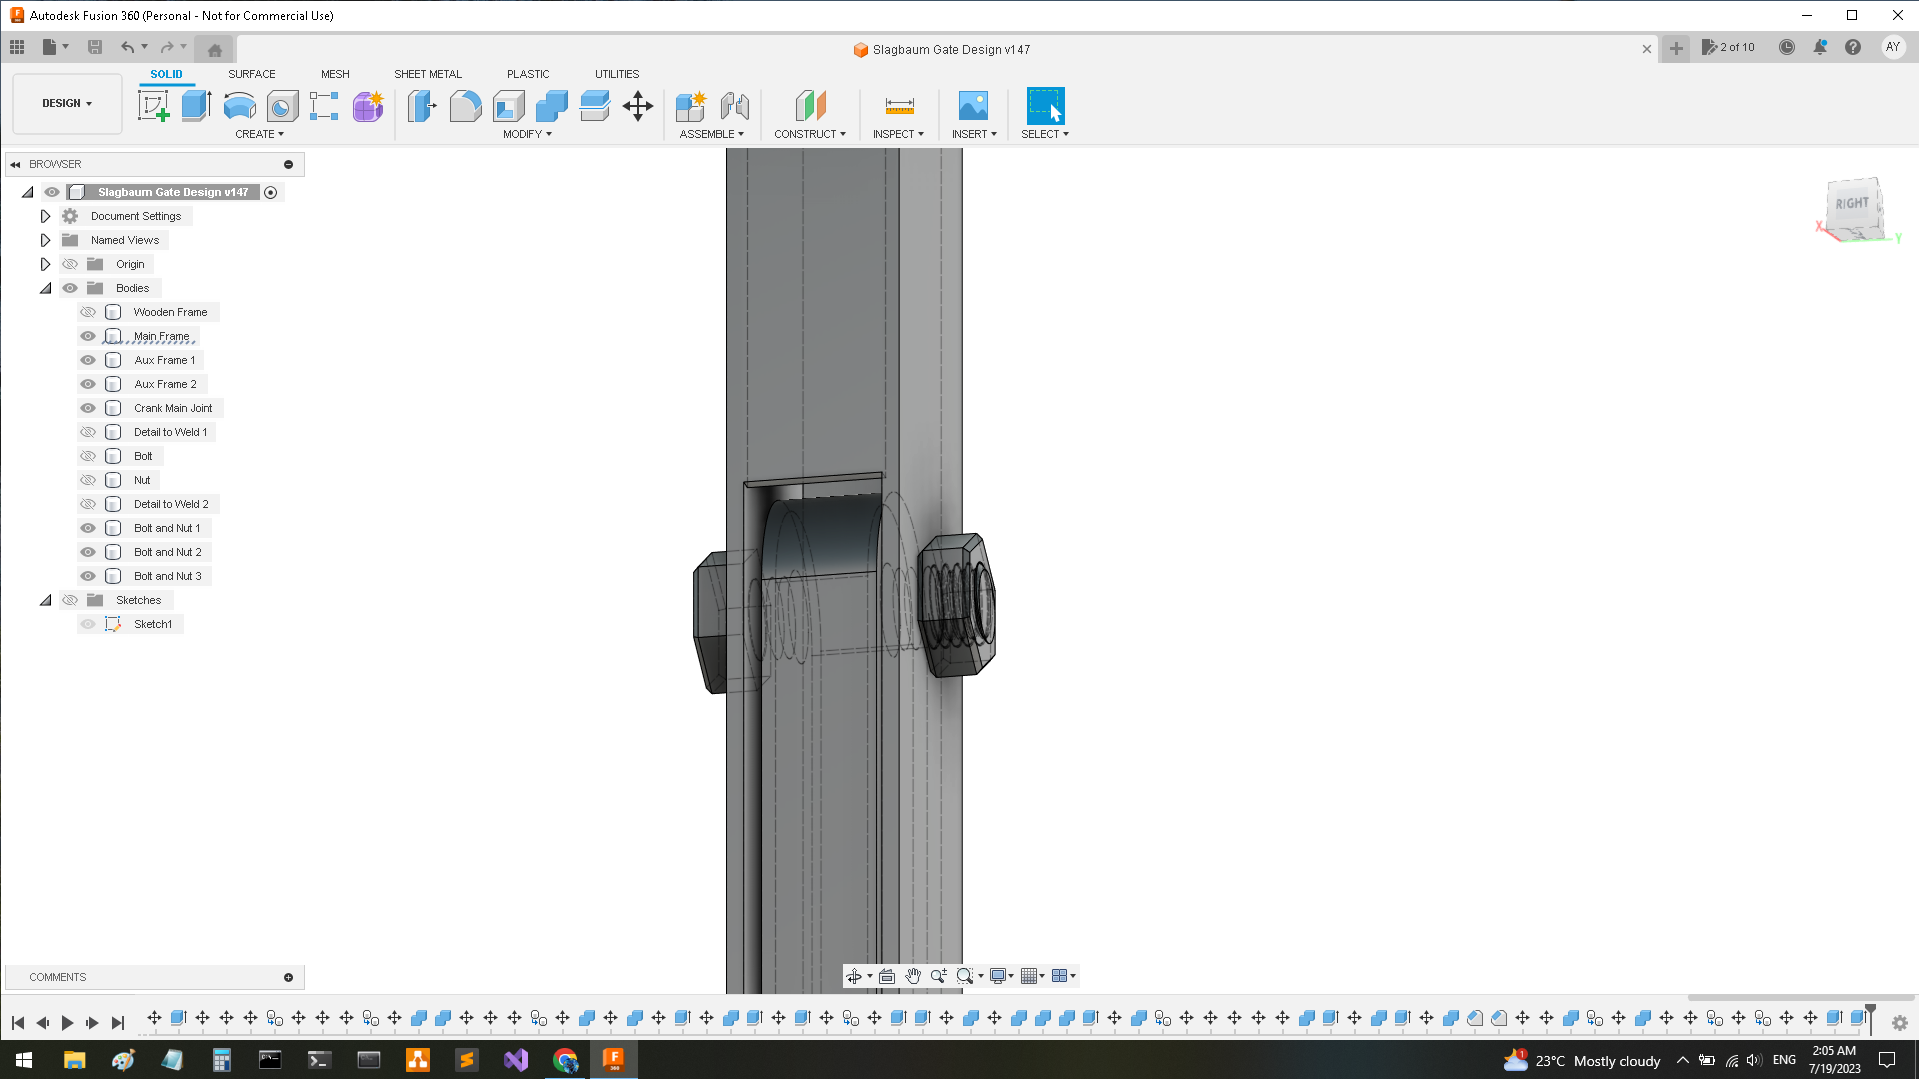 Autodesk Fusion 360 (Personal - Not for Commercial Use)
Slagbaum Gate Design v147
2 of 10
AY
SOLID
SURFACE
MESH
SHEET METAL
PLASTIC
UTILITIES
DESIGN
CREATE
MODIFY
ASSEMBLE
CONSTRUCT
INSPECT
INSERT
SELECT
BROWSER
Slagbaum Gate Design v147
Document Settings
Named Views
Origin
Bodies
Wooden Frame
Main Frame
Aux Frame 1
Aux Frame 2
Crank Main Joint
Detail to Weld 1
Bolt
Nut
Detail to Weld 2
Bolt and Nut 1
Bolt and Nut 2
Bolt and Nut 3
Sketches
Sketch1
RIGHT
X
Y
COMMENTS
1
23°C Mostly cloudy
ENG
2:05 AM
7/19/2023